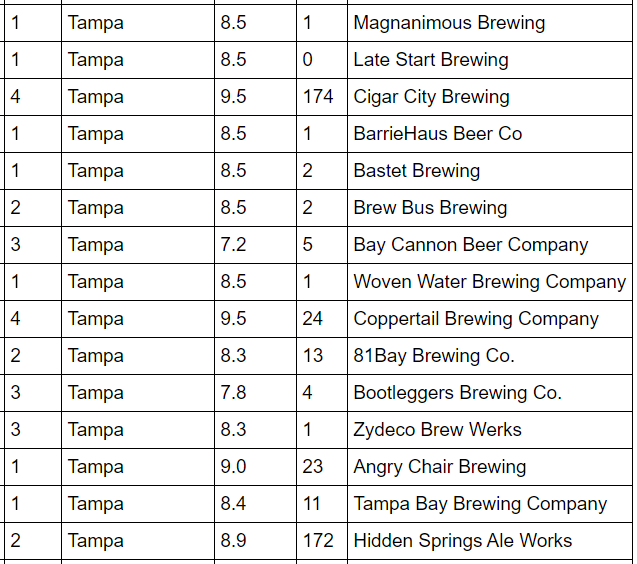 1 Tampa 8.5 1 Magnanimous Brewing
1 Tampa 8.5 0 Late Start Brewing
4 Tampa 9.5 174 Cigar City Brewing
1 Tampa 8.5 1 BarrieHaus Beer Co
1 Tampa 8.5 2 Bastet Brewing
2 Tampa 8.5 2 Brew Bus Brewing
3 Tampa 7.2 5 Bay Cannon Beer Company
1 Tampa 8.5 1 Woven Water Brewing Company
4 Tampa 9.5 24 Coppertail Brewing Company
2 Tampa 8.3 13 81Bay Brewing Co.
3 Tampa 7.8 4 Bootleggers Brewing Co.
3 Tampa 8.3 1 Zydeco Brew Werks
1 Tampa 9.0 23 Angry Chair Brewing
1 Tampa 8.4 11 Tampa Bay Brewing Company
2 Tampa 8.9 172 Hidden Springs Ale Works